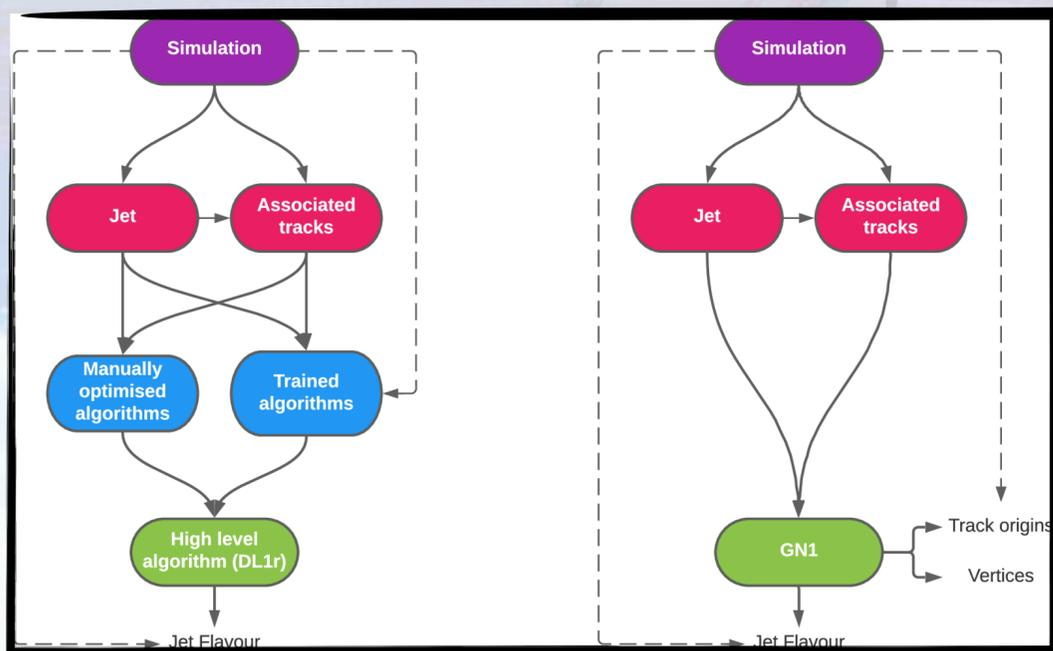 Simulation
Jet
Associated
tracks
Manually
optimised
algorithms
Trained
algorithms
High level
algorithm (DL1r)
Jet Flavour
Simulation
Jet
Associated
tracks
GN1
Track origins
Vertices
Jet Flavour